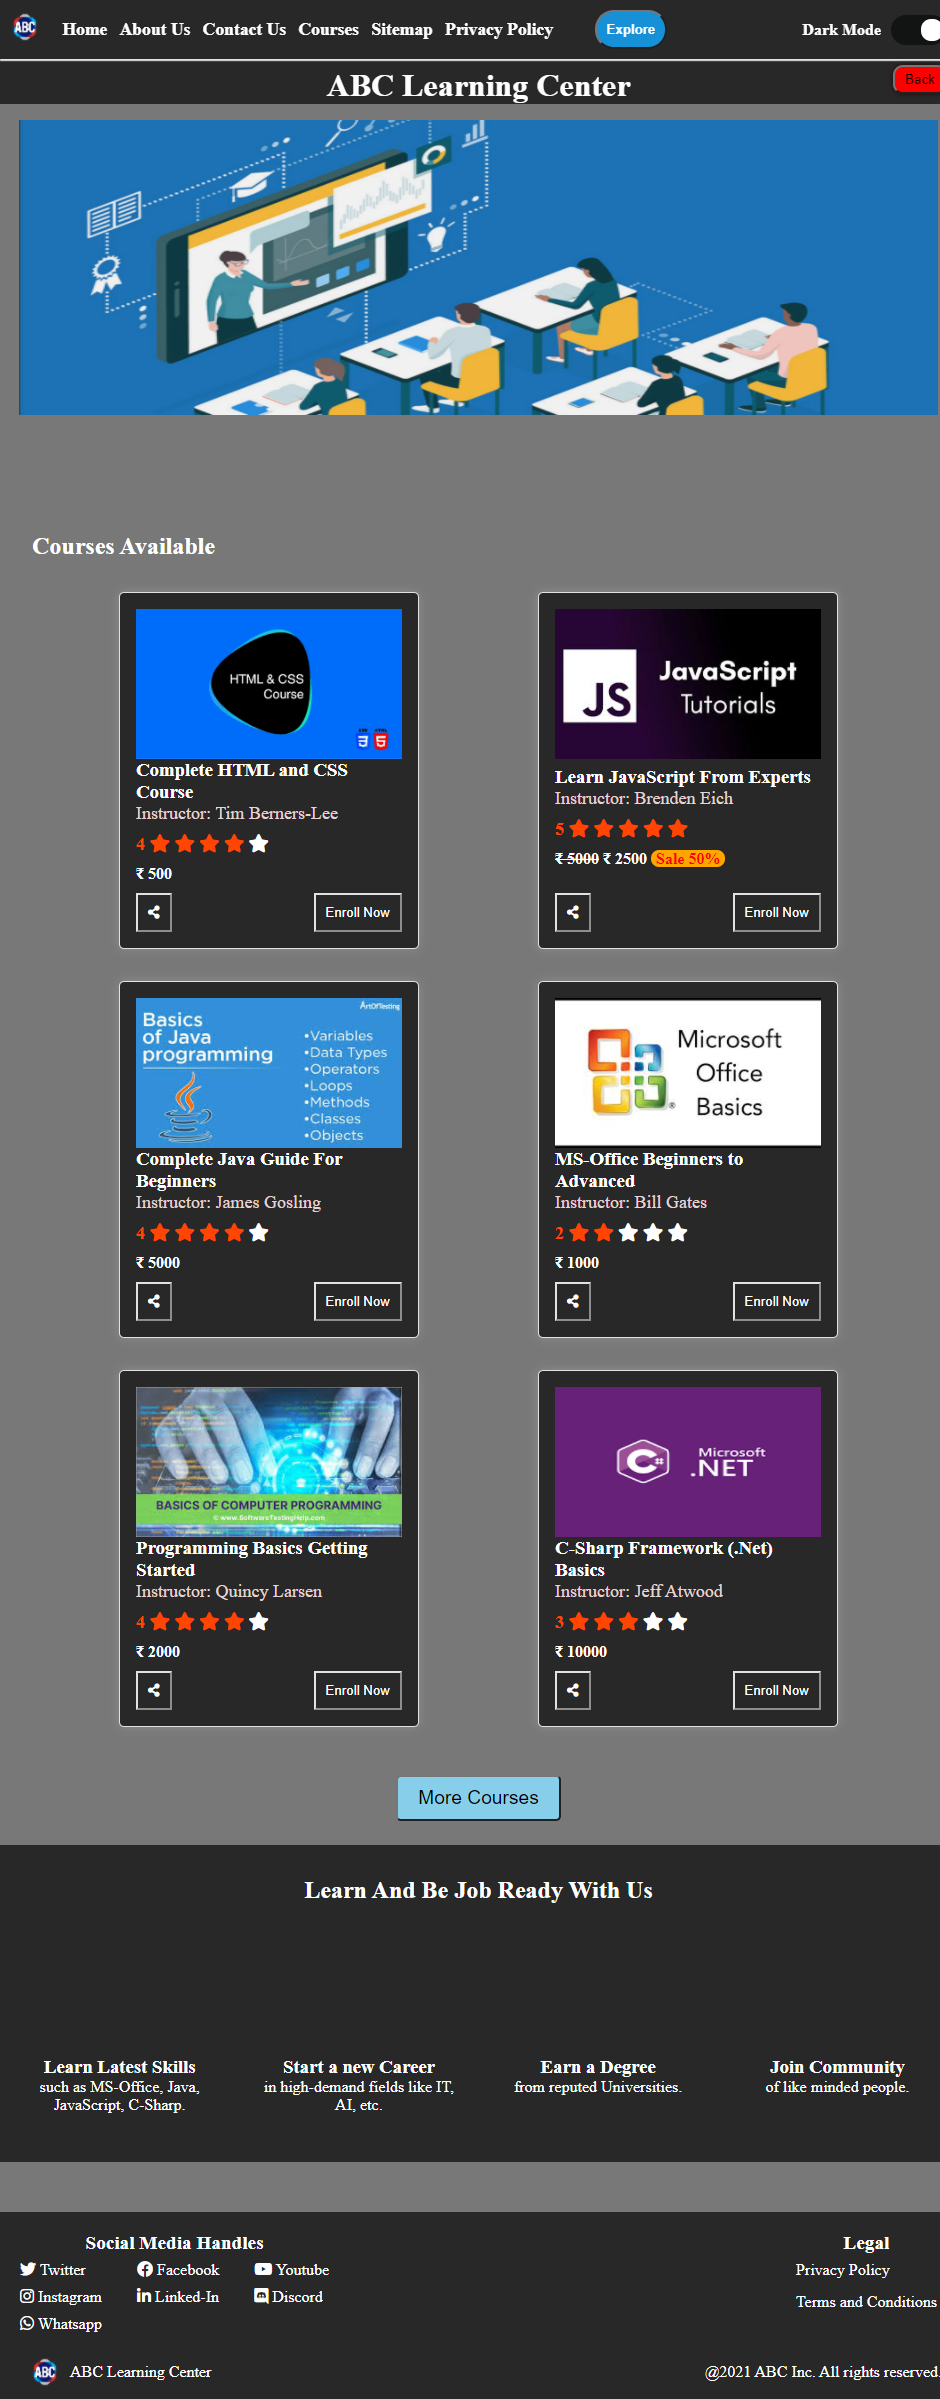 ABC
Home About Us Contact Us Courses Sitemap Privacy Policy Explore Dark Mode
ABC Learning Center
Back
Courses Available
HTML & CSS
Course
Complete HTML and CSS
Course
Instructor: Tim Berners-Lee
4
₹ 500
Enroll Now
JS
JavaScript
Tutorials
Learn JavaScript From Experts
Instructor: Brenden Eich
5
₹ 5000 ₹ 2500 Sale 50%
Enroll Now
ArtOfTesting
Basics
of Java
programming
•Variables
•Data Types
•Operators
•Loops
•Methods
•Classes
•Objects
Complete Java Guide For
Beginners
Instructor: James Gosling
4
₹ 5000
Enroll Now
Microsoft
Office
Basics
MS-Office Beginners to
Advanced
Instructor: Bill Gates
2
₹ 1000
Enroll Now
BASICS OF COMPUTER PROGRAMMING
© www.SoftwareTestingHelp.com
Programming Basics Getting
Started
Instructor: Quincy Larsen
4
₹ 2000
Enroll Now
C#
Microsoft
.NET
C-Sharp Framework (.Net)
Basics
Instructor: Jeff Atwood
3
₹ 10000
Enroll Now
More Courses
Learn And Be Job Ready With Us
Learn Latest Skills
such as MS-Office, Java,
JavaScript, C-Sharp.
Start a new Career
in high-demand fields like IT,
AI, etc.
Earn a Degree
from reputed Universities.
Join Community
of like minded people.
Social Media Handles
Twitter Facebook Youtube
Instagram Linked-In Discord
Whatsapp
Legal
Privacy Policy
Terms and Conditions
ABC ABC Learning Center
@2021 ABC Inc. All rights reserved.